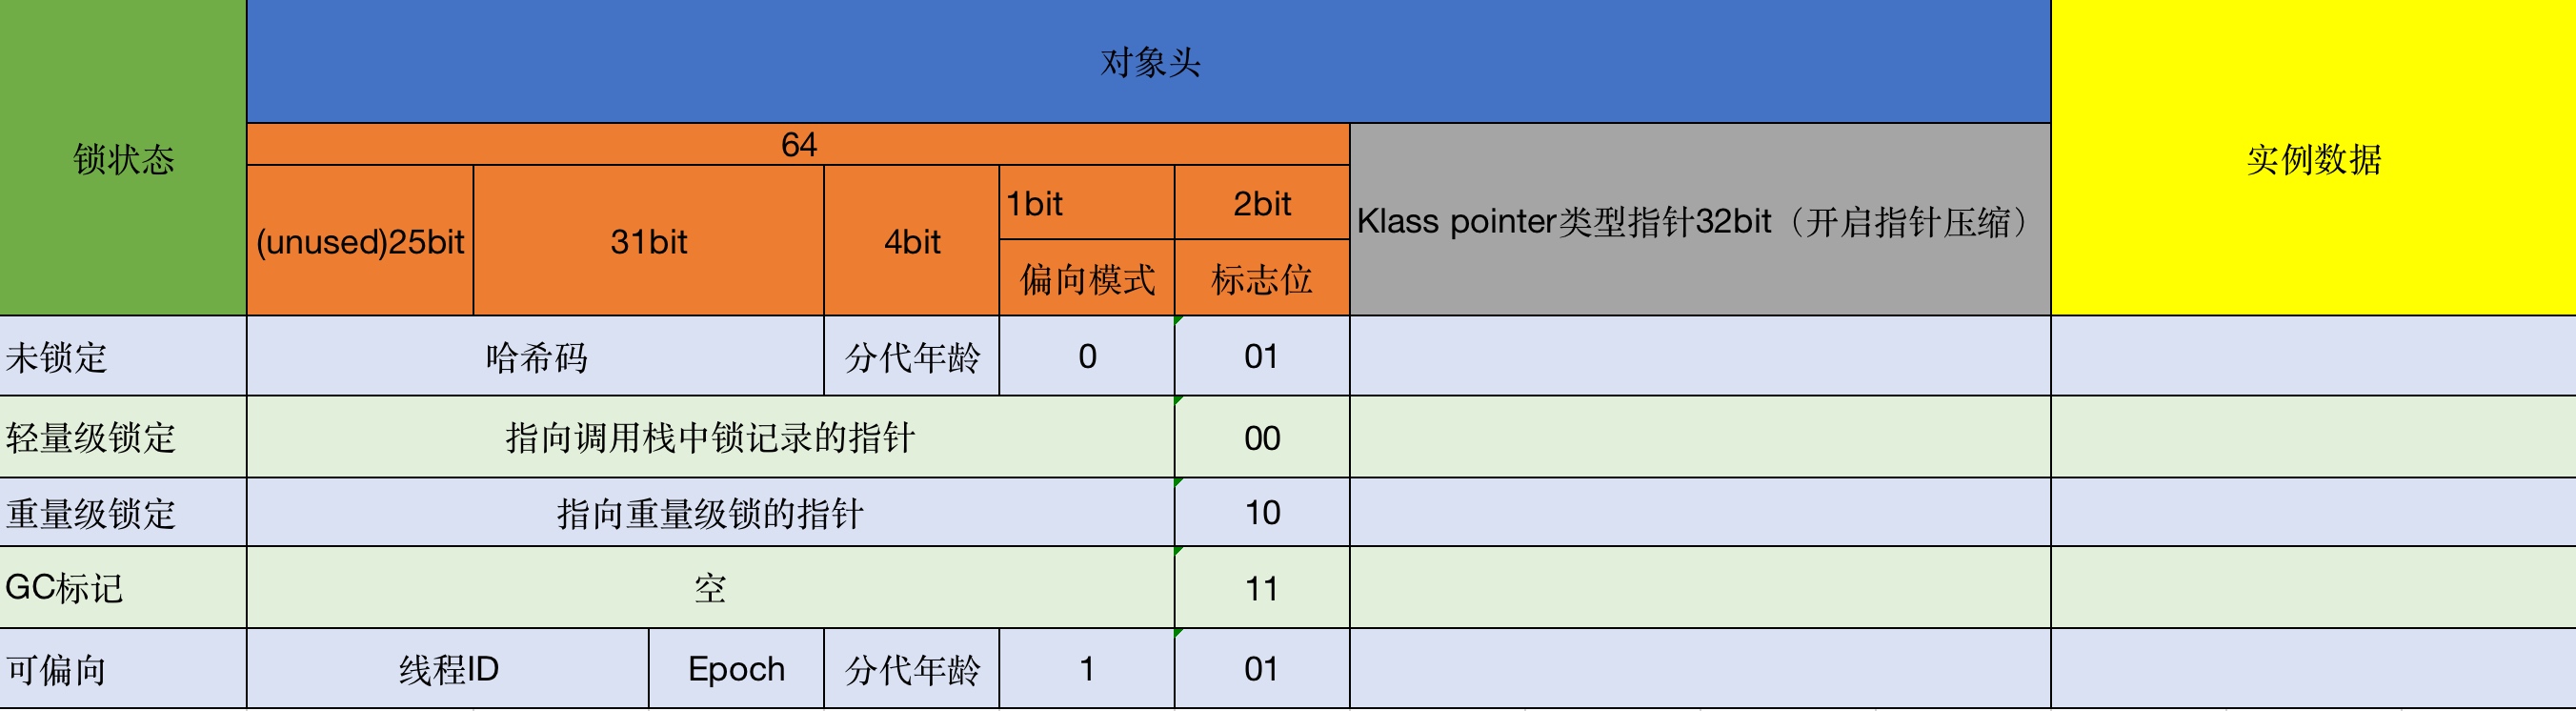 锁状态
对象头
实例数据
64
Klass pointer类型指针32bit（开启指针压缩）
(unused)25bit
31bit
4bit
1bit
2bit
偏向模式
标志位
未锁定
哈希码
分代年龄
0
01
轻量级锁定
指向调用栈中锁记录的指针
00
重量级锁定
指向重量级锁的指针
10
GC标记
空
11
可偏向
线程ID
Epoch
分代年龄
1
01